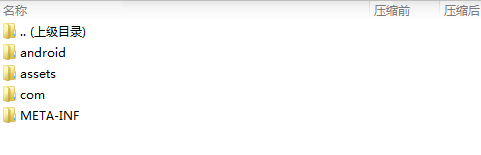 名称 压缩前 压缩后
.. (上级目录)
android
assets
com
META-INF